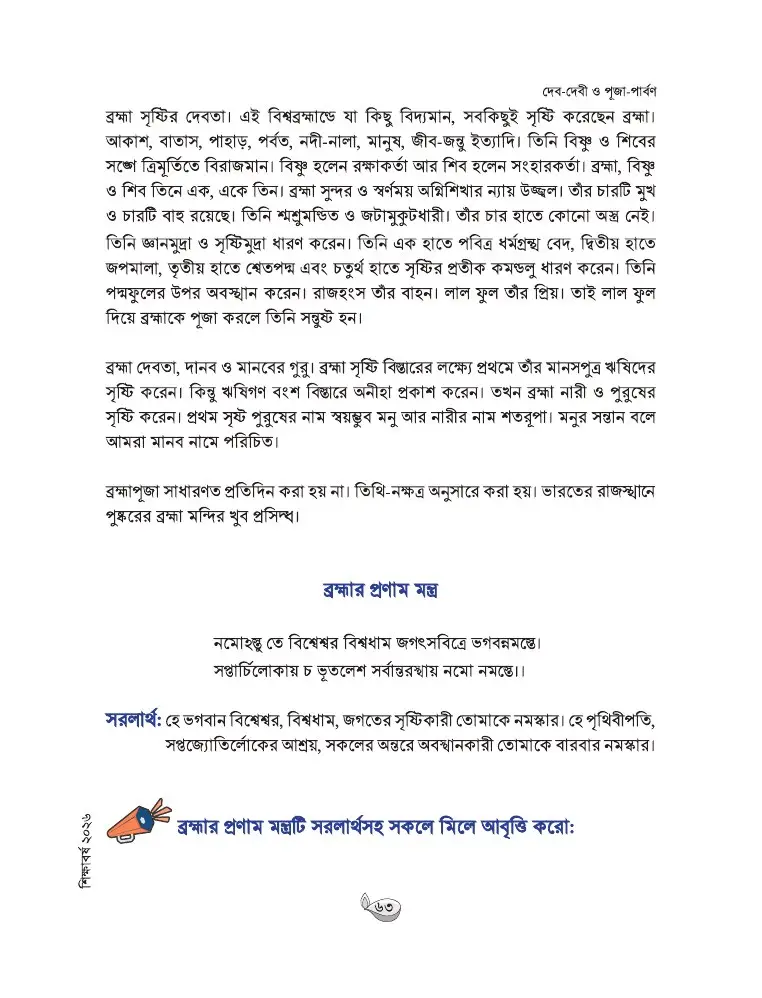 দেব-দেবী ও পূজা-পার্বণ
ব্রহ্মা সৃষ্টির দেবতা। এই বিশ্বব্রহ্মাণ্ডে যা কিছু বিদ্যমান, সবকিছুই সৃষ্টি করেছেন ব্রহ্মা।
আকাশ, বাতাস, পাহাড়, পর্বত, নদী-নালা, মানুষ, জীব-জন্তু ইত্যাদি। তিনি বিষ্ণু ও শিবের
সঙ্গে ত্রিমূর্তিতে বিরাজমান। বিষ্ণু হলেন রক্ষাকর্তা আর শিব হলেন সংহারকর্তা। ব্রহ্মা, বিষ্ণু
ও শিব তিনে এক, একে তিন। ব্রহ্মা সুন্দর ও স্বর্ণময় অগ্নিশিখার ন্যায় উজ্জ্বল। তাঁর চারটি মুখ
ও চারটি বাহু রয়েছে। তিনি শ্মশ্রুমণ্ডিত ও জটামুকুটধারী। তাঁর চার হাতে কোনো অস্ত্র নেই।
তিনি জ্ঞানমুদ্রা ও সৃষ্টিমুদ্রা ধারণ করেন। তিনি এক হাতে পবিত্র ধর্মগ্রন্থ বেদ, দ্বিতীয় হাতে
জপমালা, তৃতীয় হাতে শ্বেতপদ্ম এবং চতুর্থ হাতে সৃষ্টির প্রতীক কমন্ডলু ধারণ করেন। তিনি
পদ্মফুলের উপর অবস্থান করেন। রাজহংস তাঁর বাহন। লাল ফুল তাঁর প্রিয়। তাই লাল ফুল
দিয়ে ব্রহ্মাকে পূজা করলে তিনি সন্তুষ্ট হন।
ব্রহ্মা দেবতা, দানব ও মানবের গুরু। ব্রহ্মা সৃষ্টি বিস্তারের লক্ষ্যে প্রথমে তাঁর মানসপুত্র ঋষিদের
সৃষ্টি করেন। কিন্তু ঋষিগণ বংশ বিস্তারে অনীহা প্রকাশ করেন। তখন ব্রহ্মা নারী ও পুরুষের
সৃষ্টি করেন। প্রথম সৃষ্ট পুরুষের নাম স্বয়ম্ভুব মনু আর নারীর নাম শতরূপা। মনুর সন্তান বলে
আমরা মানব নামে পরিচিত।
ব্রহ্মাপূজা সাধারণত প্রতিদিন করা হয় না। তিথি-নক্ষত্র অনুসারে করা হয়। ভারতের রাজস্থানে
পুষ্করের ব্রহ্মা মন্দির খুব প্রসিদ্ধ।
ব্রহ্মার প্রণাম মন্ত্র
নমোঽস্তু তে বিশ্বেশ্বর বিশ্বধাম জগৎসবিত্রে ভগবন্নমস্তে।
সপ্তার্চিলোকায় চ ভূতলেশ সর্বান্তরস্থায় নমো নমস্তে।।
সরলার্থ: হে ভগবান বিশ্বেশ্বর, বিশ্বধাম, জগতের সৃষ্টিকারী তোমাকে নমস্কার। হে পৃথিবীপতি,
সপ্তজ্যোতির্লোকের আশ্রয়, সকলের অন্তরে অবস্থানকারী তোমাকে বারবার নমস্কার।
ব্রহ্মার প্রণাম মন্ত্রটি সরলার্থসহ সকলে মিলে আবৃত্তি করো:
শিক্ষাবর্ষ ২০২৬
৬৩